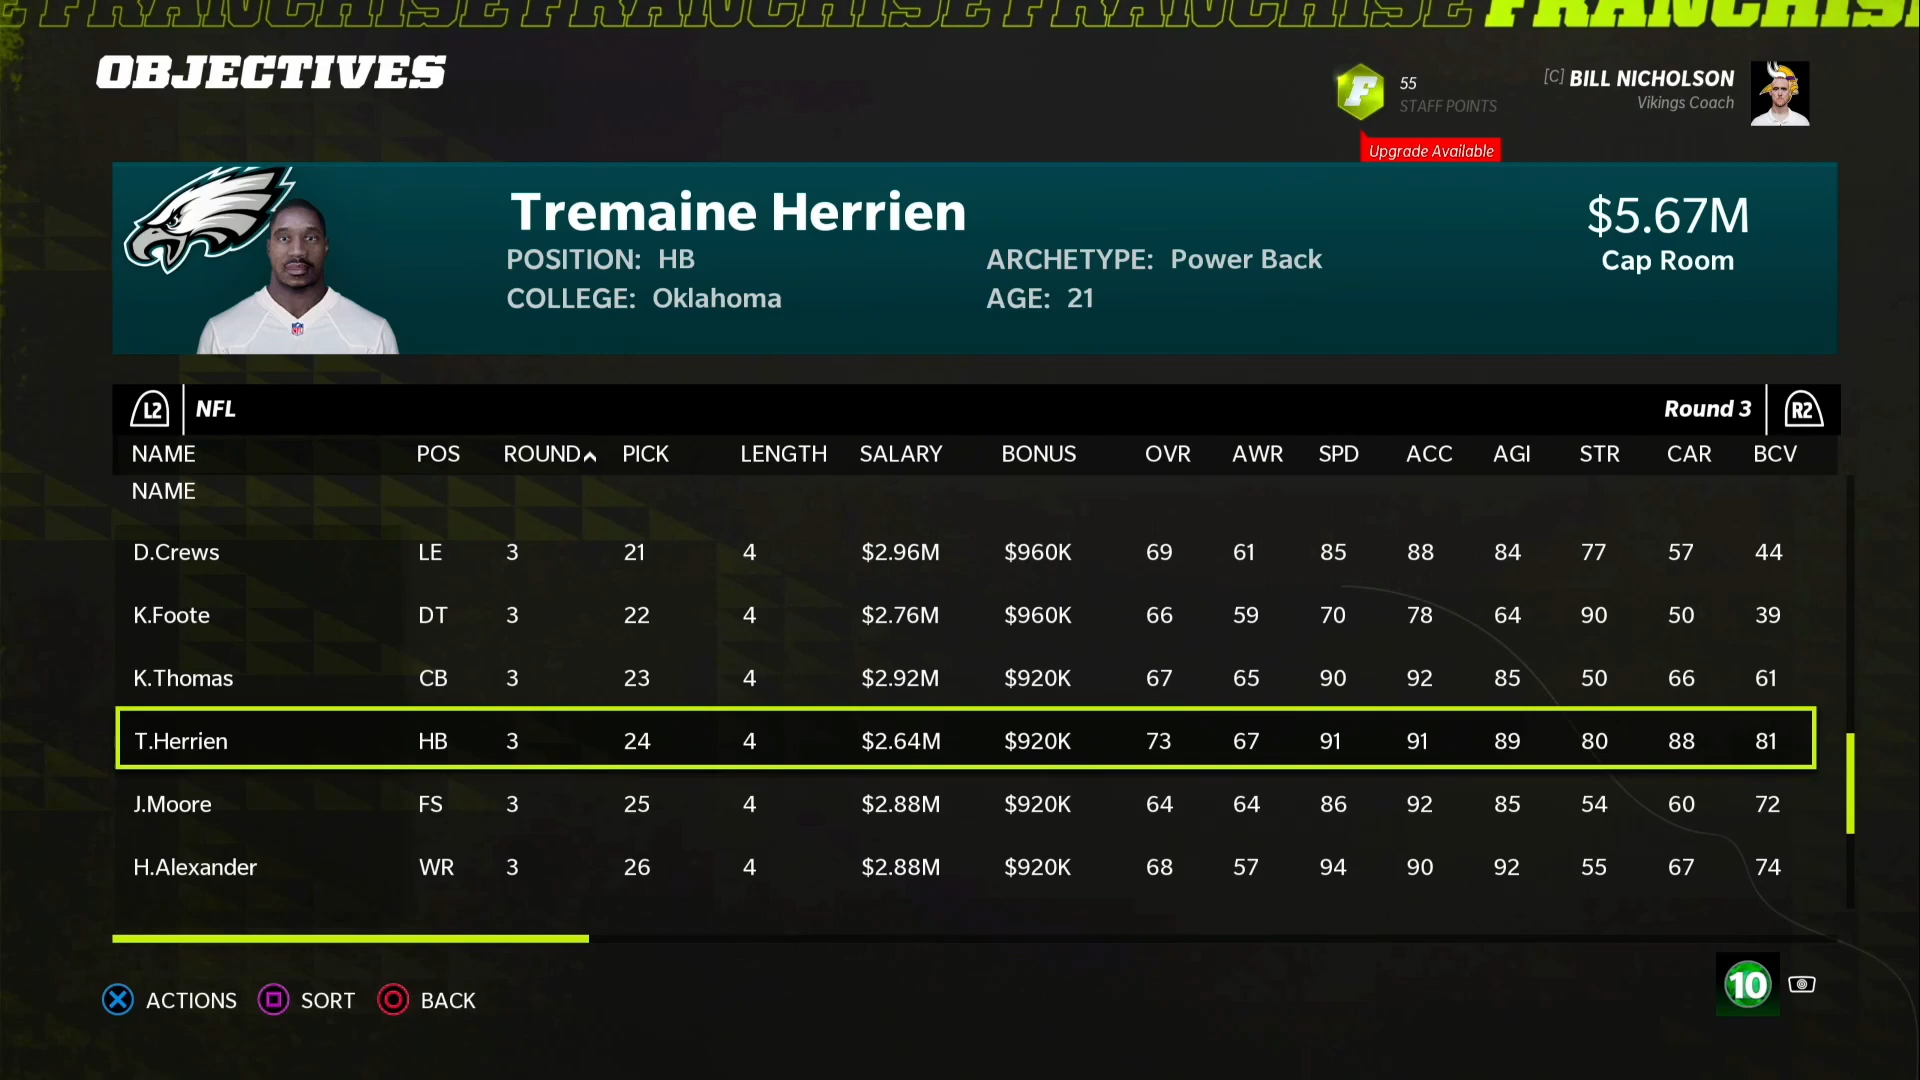 FRANCHISE FRANCHISE FRANCHISE FRANCHISE
OBJECTIVES
55
STAFF POINTS
Upgrade Available
[C] BILL NICHOLSON
Vikings Coach
Tremaine Herrien
POSITION: HB
ARCHETYPE: Power Back
COLLEGE: Oklahoma
AGE: 21
$5.67M
Cap Room
L2 NFL Round 3 R2
NAME POS ROUND PICK LENGTH SALARY BONUS OVR AWR SPD ACC AGI STR CAR BCV
NAME
D.Crews LE 3 21 4 $2.96M $960K 69 61 85 88 84 77 57 44
K.Foote DT 3 22 4 $2.76M $960K 66 59 70 78 64 90 50 39
K.Thomas CB 3 23 4 $2.92M $920K 67 65 90 92 85 50 66 61
T.Herrien HB 3 24 4 $2.64M $920K 73 67 91 91 89 80 88 81
J.Moore FS 3 25 4 $2.88M $920K 64 64 86 92 85 54 60 72
H.Alexander WR 3 26 4 $2.88M $920K 68 57 94 90 92 55 67 74
ACTIONS SORT BACK
10